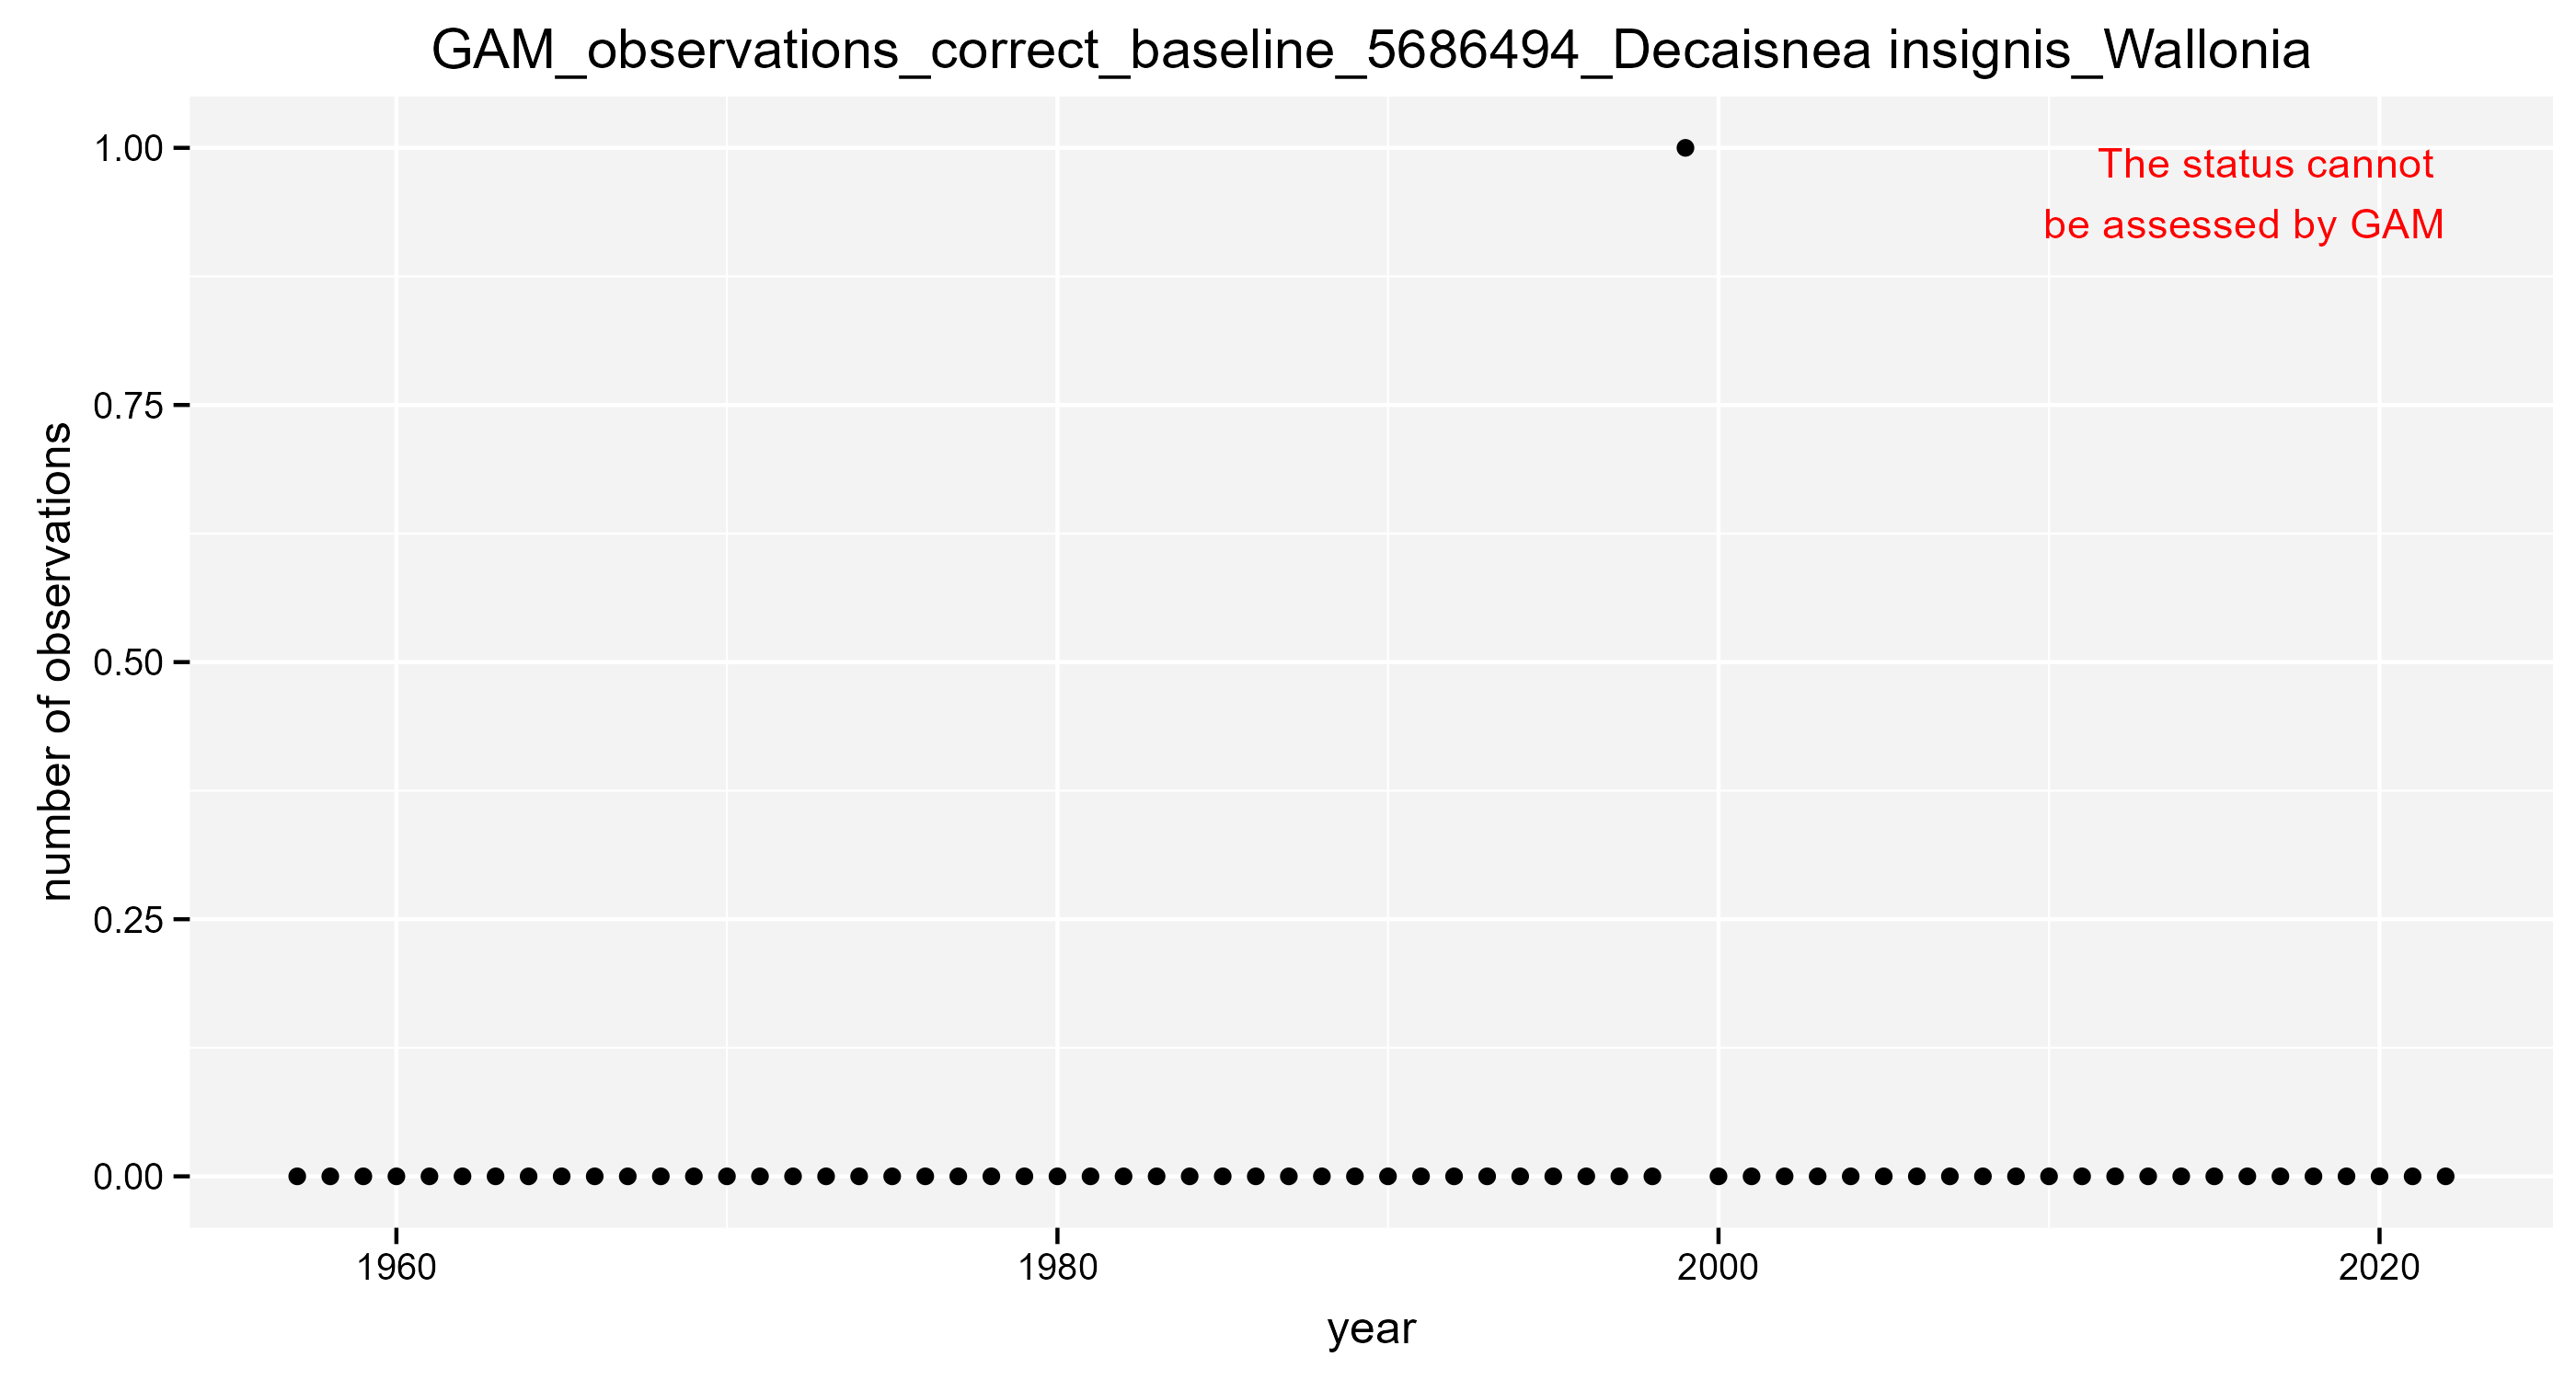 GAM_observations_correct_baseline_5686494_Decaisnea insignis_Wallonia
1.00
The status cannot
be assessed by GAM
0.75
number of observations
0.50
0.25
0.00
1960
1980
2000
2020
year